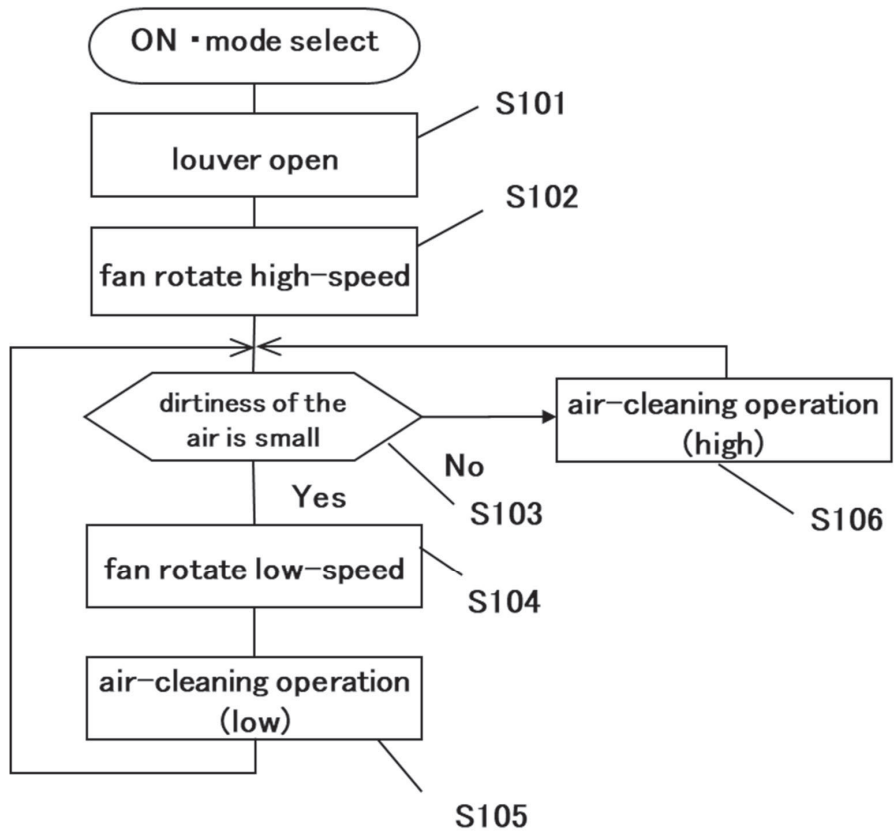 ON ・mode select
S101
louver open
S102
fan rotate high-speed
dirtiness of the
air is small
air-cleaning operation
(high)
No
Yes
S103
S106
fan rotate low-speed
S104
air-cleaning operation
(low)
S105